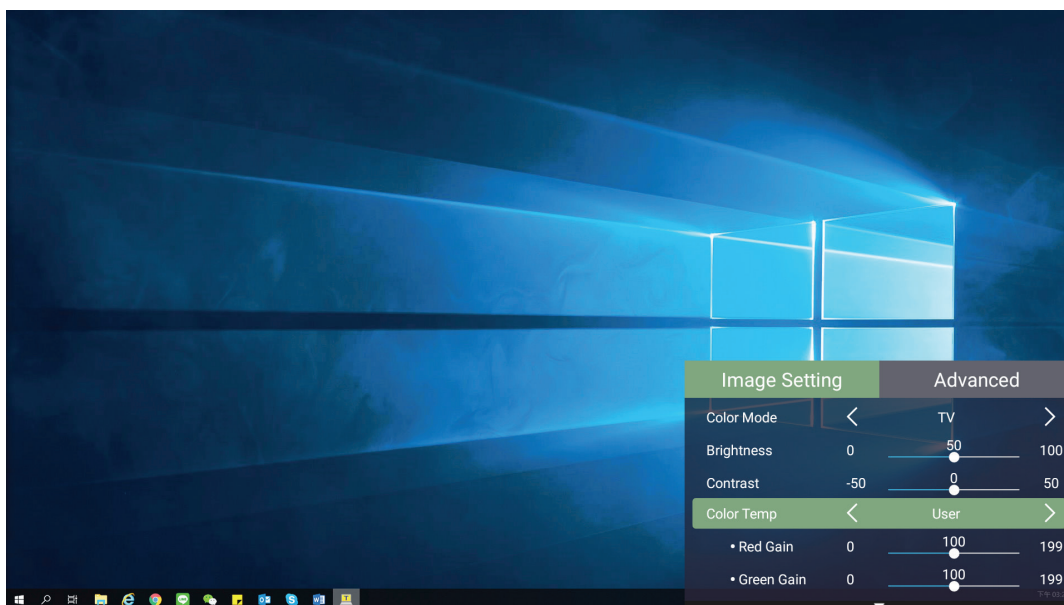 Image Setting Advanced
Color Mode TV
Brightness 0 50 100
Contrast -50 0 50
Color Temp User
• Red Gain 0 100 199
• Green Gain 0 100 199